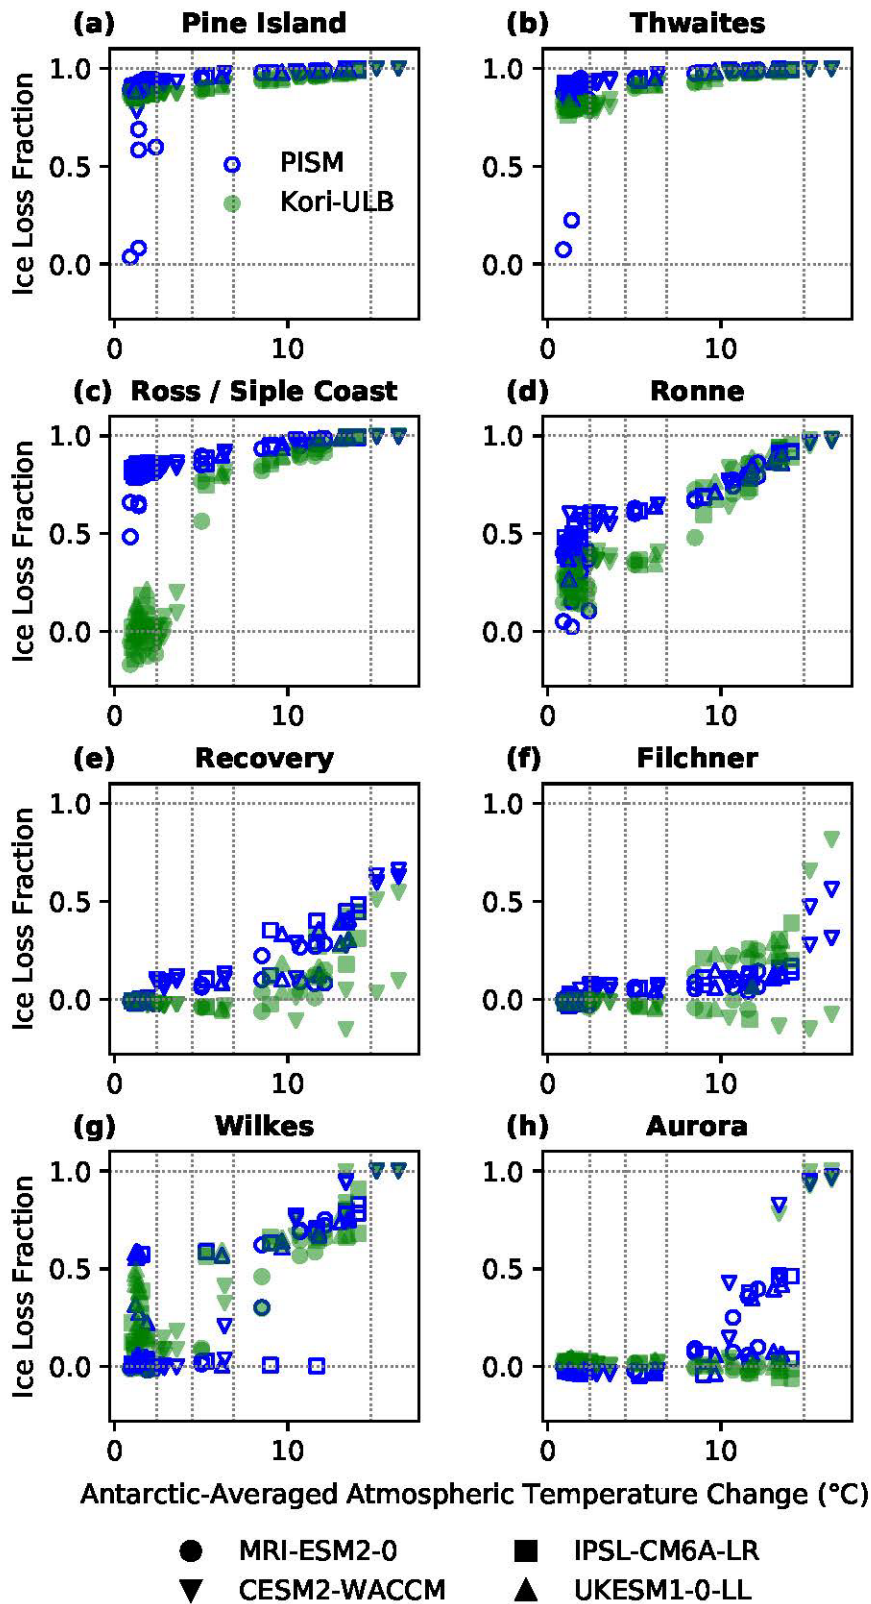 (a) Pine Island (b) Thwaites
1.0 1.0
0.5 0.5
0.0 0.0
Ice Loss Fraction
PISM
Kori-ULB
0 10 0 10
(c) Ross / Siple Coast (d) Ronne
1.0 1.0
0.5 0.5
0.0 0.0
Ice Loss Fraction
0 10 0 10
(e) Recovery (f) Filchner
1.0 1.0
0.5 0.5
0.0 0.0
Ice Loss Fraction
0 10 0 10
(g) Wilkes (h) Aurora
1.0 1.0
0.5 0.5
0.0 0.0
Ice Loss Fraction
0 10 0 10
Antarctic-Averaged Atmospheric Temperature Change (°C)
MRI-ESM2-0 IPSL-CM6A-LR
CESM2-WACCM UKESM1-0-LL